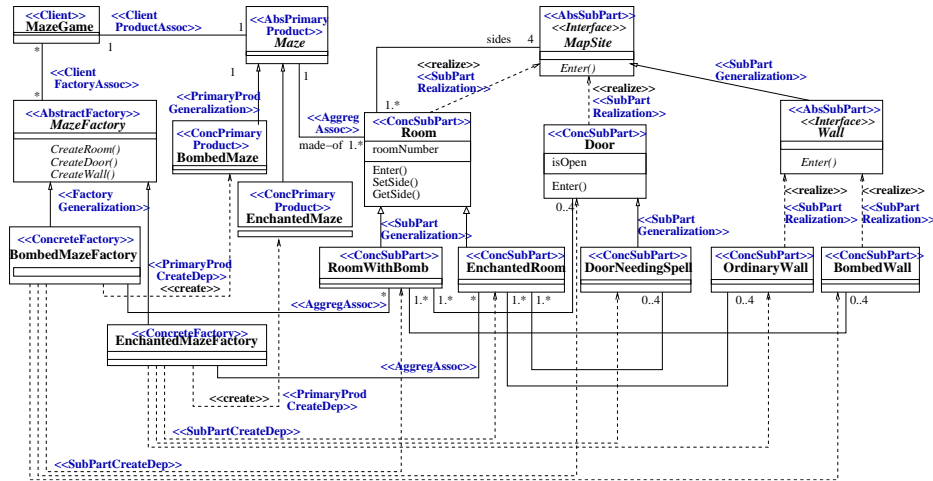 <<Client>>
MazeGame
<<Client
ProductAssoc>>
1
1
<<AbsPrimary
Product>>
Maze
1
1
<<AbsSubPart>>
<<Interface>>
MapSite
Enter()
sides
4
<<realize>>
<<SubPart
Realization>>
<<SubPart
Generalization>>
*
<<Client
FactoryAssoc>>
*
<<AbstractFactory>>
MazeFactory
CreateRoom()
CreateDoor()
CreateWall()
<<PrimaryProd
Generalization>>
<<ConcPrimary
Product>>
BombedMaze
<<Aggreg
Assoc>>
made-of 1..*
1..*
<<ConcSubPart>>
Room
roomNumber
Enter()
SetSide()
GetSide()
<<realize>>
<<SubPart
Realization>>
<<ConcSubPart>>
Door
isOpen
Enter()
0..4
<<AbsSubPart>>
<<Interface>>
Wall
Enter()
<<ConcPrimary
Product>>
EnchantedMaze
<<Factory
Generalization>>
<<SubPart
Generalization>>
<<SubPart
Generalization>>
<<realize>>
<<SubPart
Realization>>
<<realize>>
<<SubPart
Realization>>
<<ConcreteFactory>>
BombedMazeFactory
<<PrimaryProd
CreateDep>>
<<create>>
<<ConcSubPart>>
RoomWithBomb
<<ConcSubPart>>
EnchantedRoom
<<ConcSubPart>>
DoorNeedingSpell
<<ConcSubPart>>
OrdinaryWall
<<ConcSubPart>>
BombedWall
<<AggregAssoc>>
*
1..*
1..*
*
1..*
1..*
0..4
0..4
0..4
<<ConcreteFactory>>
EnchantedMazeFactory
<<AggregAssoc>>
<<create>>
<<PrimaryProd
CreateDep>>
<<SubPartCreateDep>>
<<SubPartCreateDep>>